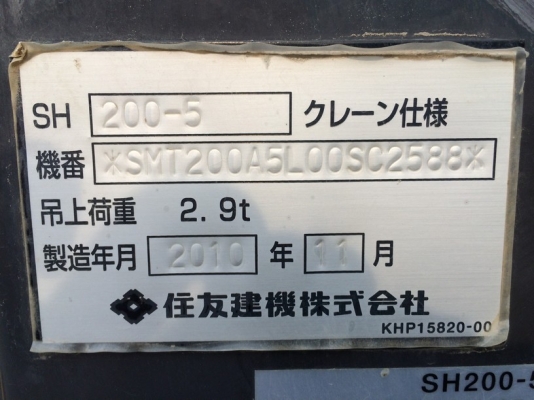 SH 200-5 クレーン仕様
機番 *SMT200A5L00SC2588*
吊上荷重 2.9t
製造年月 2010 年 11 月
住友建機株式会社
KHP15820-00
SH200-5